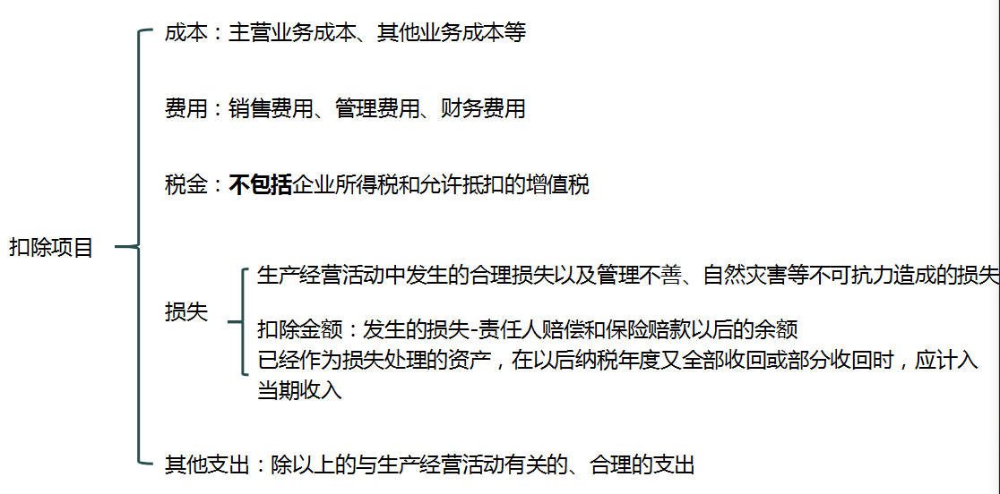 成本：主营业务成本、其他业务成本等
费用：销售费用、管理费用、财务费用
税金：不包括企业所得税和允许抵扣的增值税
扣除项目
损失
生产经营活动中发生的合理损失以及管理不善、自然灾害等不可抗力造成的损失
扣除金额：发生的损失-责任人赔偿和保险赔款以后的余额
已经作为损失处理的资产，在以后纳税年度又全部收回或部分收回时，应计入
当期收入
其他支出：除以上的与生产经营活动有关的、合理的支出